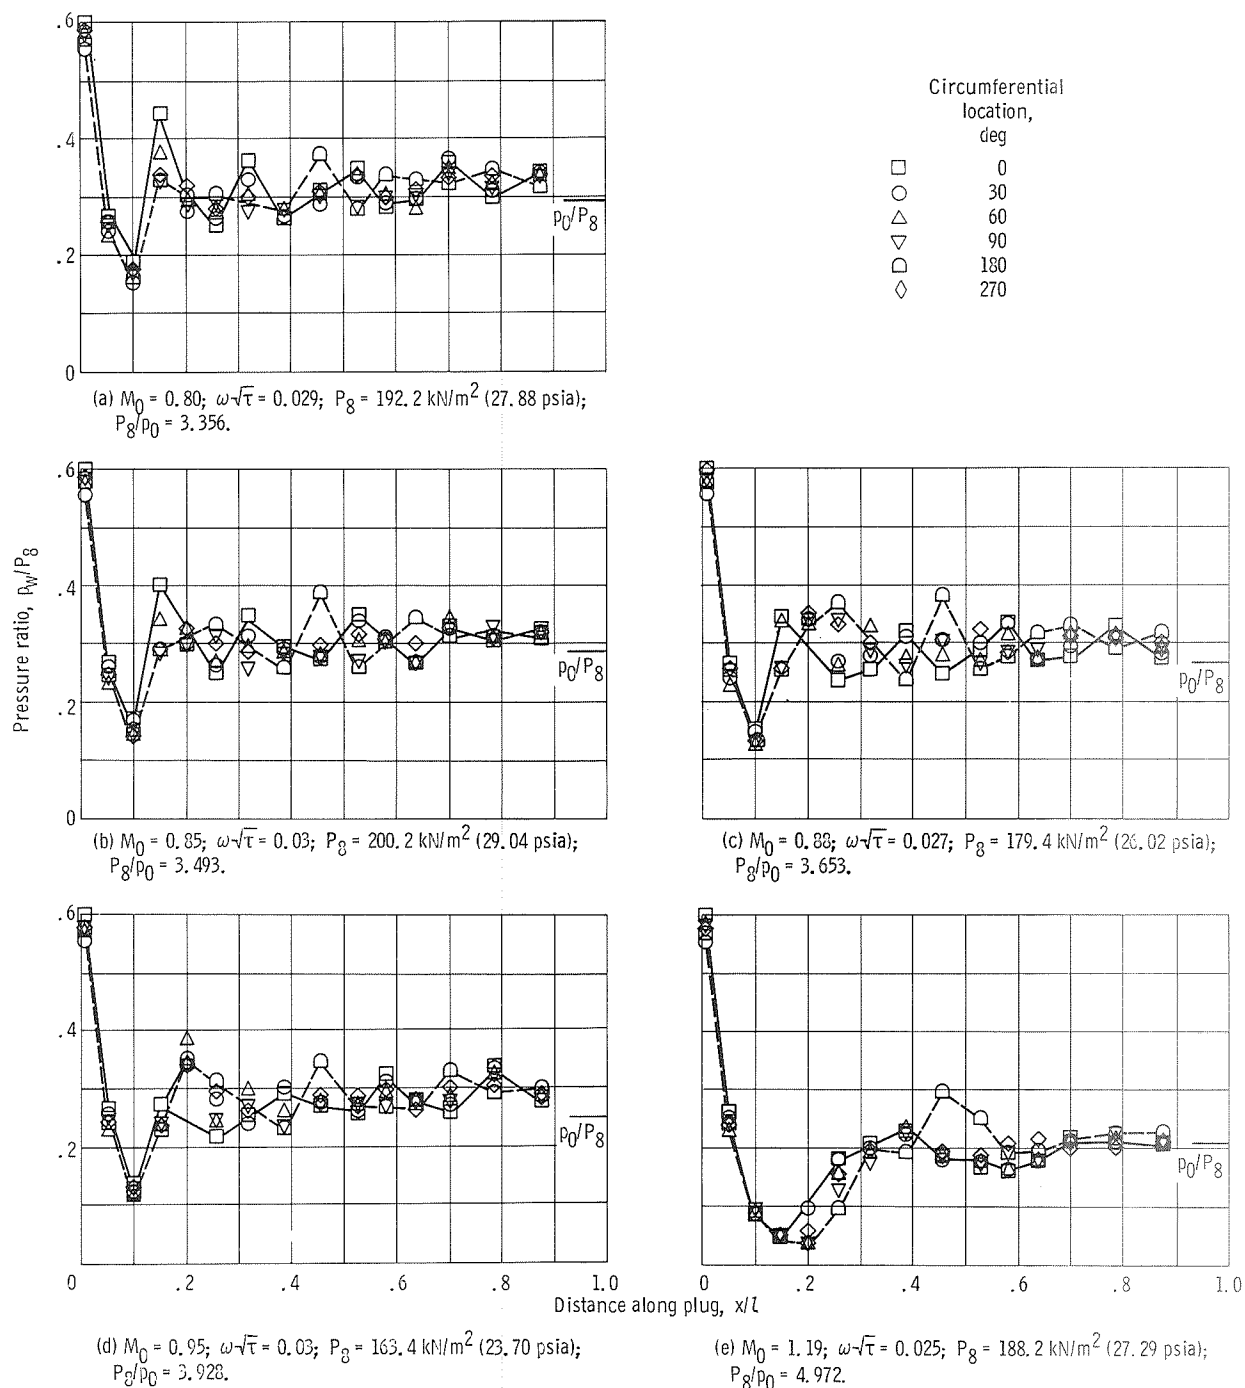 .6
.4
.2
0
p0/P8
Circumferential
location,
deg
0
30
60
90
180
270
(a) M0 = 0.80; ω√τ = 0.029; P8 = 192.2 kN/m2 (27.88 psia);
P8/p0 = 3.356.
Pressure ratio, pw/P8
.6
.4
.2
0
p0/P8
p0/P8
(b) M0 = 0.85; ω√τ = 0.03; P8 = 200.2 kN/m2 (29.04 psia);
P8/p0 = 3.493.
(c) M0 = 0.88; ω√τ = 0.027; P8 = 179.4 kN/m2 (26.02 psia);
P8/p0 = 3.653.
.6
.4
.2
p0/P8
p0/P8
0 .2 .4 .6 .8 1.0
0 .2 .4 .6 .8 1.0
Distance along plug, x/l
(d) M0 = 0.95; ω√τ = 0.03; P8 = 163.4 kN/m2 (23.70 psia);
P8/p0 = 3.928.
(e) M0 = 1.19; ω√τ = 0.025; P8 = 188.2 kN/m2 (27.29 psia);
P8/p0 = 4.972.